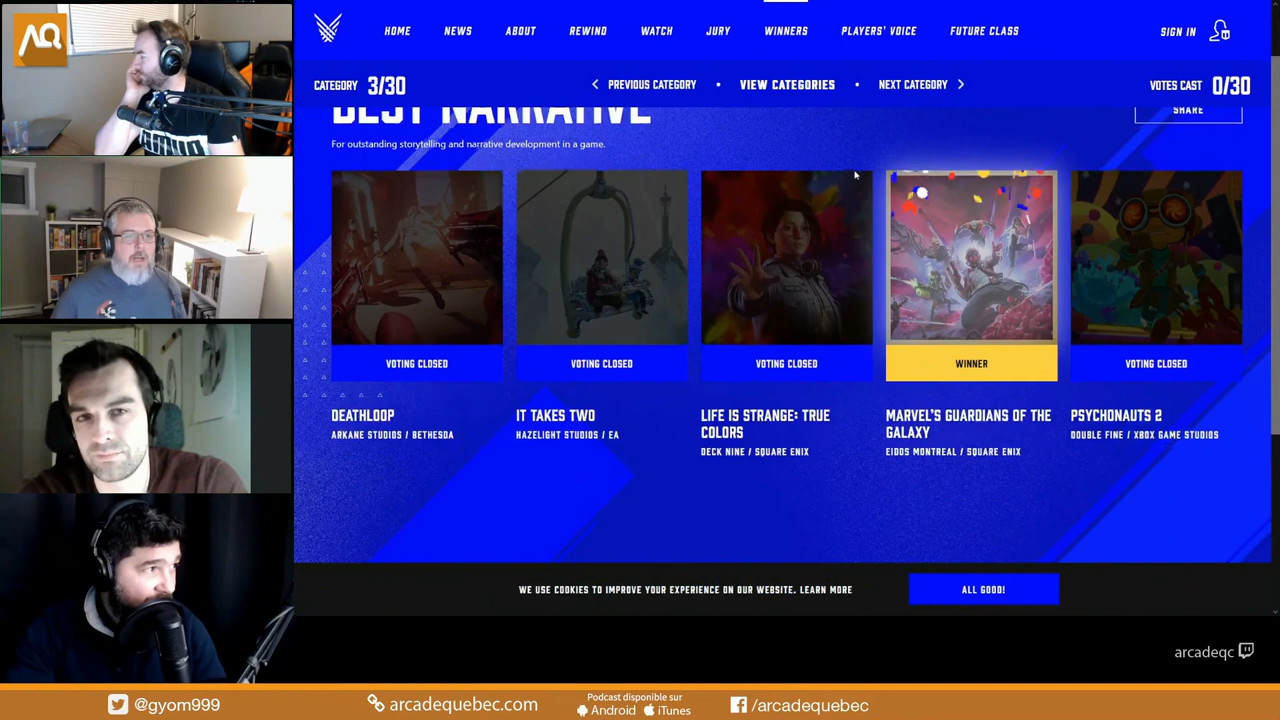 AQ
HOME NEWS ABOUT REWIND WATCH JURY WINNERS PLAYERS' VOICE FUTURE CLASS SIGN IN
CATEGORY 3/30 PREVIOUS CATEGORY • VIEW CATEGORIES • NEXT CATEGORY VOTES CAST 0/30
BEST NARRATIVE
SHARE
For outstanding storytelling and narrative development in a game.
VOTING CLOSED
VOTING CLOSED
VOTING CLOSED
WINNER
VOTING CLOSED
DEATHLOOP
ARKANE STUDIOS / BETHESDA
IT TAKES TWO
HAZELIGHT STUDIOS / EA
LIFE IS STRANGE: TRUE
COLORS
DECK NINE / SQUARE ENIX
MARVEL'S GUARDIANS OF THE
GALAXY
EIDOS MONTREAL / SQUARE ENIX
PSYCHONAUTS 2
DOUBLE FINE / XBOX GAME STUDIOS
WE USE COOKIES TO IMPROVE YOUR EXPERIENCE ON OUR WEBSITE. LEARN MORE
ALL GOOD!
arcadeqc
@gyom999
arcadequebec.com
Podcast disponible sur
Android iTunes
/arcadequebec